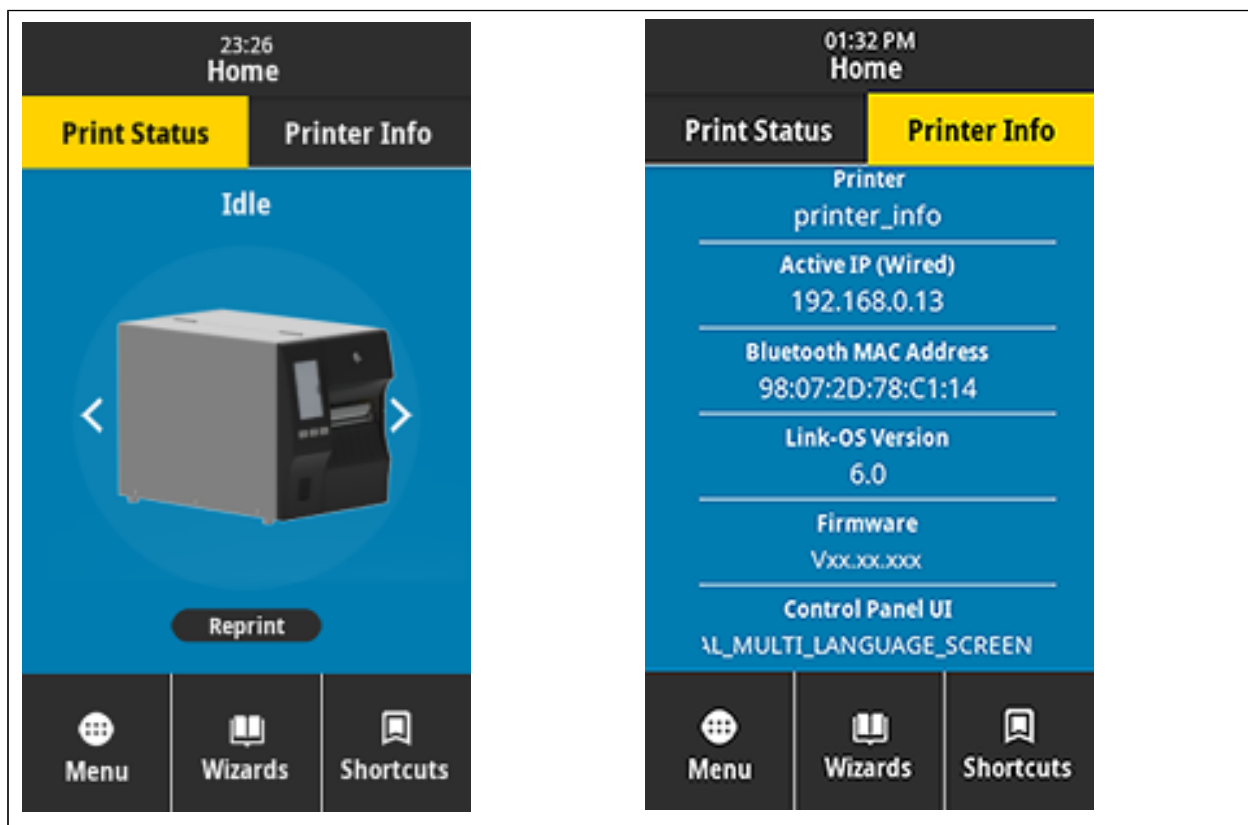 23:26
Home
Print Status
Printer Info
Idle
Reprint
Menu
Wizards
Shortcuts
01:32 PM
Home
Print Status
Printer Info
Printer
printer_info
Active IP (Wired)
192.168.0.13
Bluetooth MAC Address
98:07:2D:78:C1:14
Link-OS Version
6.0
Firmware
Vxx.xx.xxx
Control Panel UI
AL_MULTI_LANGUAGE_SCREEN
Menu
Wizards
Shortcuts